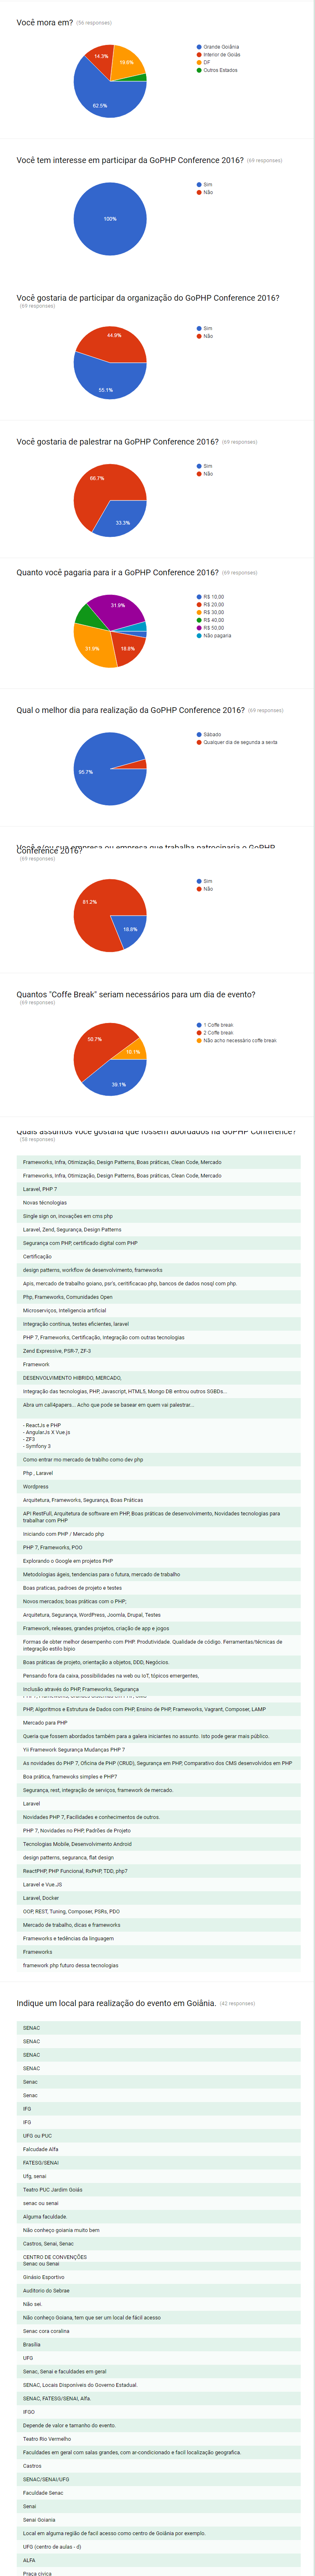 Você mora em? (56 responses)
Grande Goiânia
Interior de Goiás
DF
Outros Estados
14.3%
19.6%
62.5%
Você tem interesse em participar da GoPHP Conference 2016? (69 responses)
Sim
Não
100%
Você gostaria de participar da organização do GoPHP Conference 2016?
(69 responses)
Sim
Não
44.9%
55.1%
Você gostaria de palestrar na GoPHP Conference 2016? (69 responses)
Sim
Não
66.7%
33.3%
Quanto você pagaria para ir a GoPHP Conference 2016? (69 responses)
R$ 10,00
R$ 20,00
R$ 30,00
R$ 40,00
R$ 50,00
Não pagaria
31.9%
31.9%
18.8%
Qual o melhor dia para realização da GoPHP Conference 2016? (69 responses)
Sábado
Qualquer dia de segunda a sexta
95.7%
Você e/ou sua empresa ou empresa que trabalha patrocinaria o GoPHP
Conference 2016?
(69 responses)
Sim
Não
81.2%
18.8%
Quantos "Coffe Break" seriam necessários para um dia de evento?
(69 responses)
1 Coffe break
2 Coffe break
Não acho necessário coffe break
50.7%
10.1%
39.1%
Quais assuntos você gostaria que fossem abordados na GoPHP Conference?
(58 responses)
Frameworks, Infra, Otimização, Design Patterns, Boas práticas, Clean Code, Mercado
Frameworks, Infra, Otimização, Design Patterns, Boas práticas, Clean Code, Mercado
Laravel, PHP 7
Novas técnologias
Single sign on, inovações em cms php
Laravel, Zend, Segurança, Design Patterns
Segurança com PHP, certificado digital com PHP
Certificação
design patterns, workflow de desenvolvimento, frameworks
Apis, mercado de trabalho goiano, psr's, ceritificacao php, bancos de dados nosql com php.
Php, Frameworks, Comunidades Open
Microserviços, Inteligencia artificial
Integração contínua, testes eficientes, laravel
PHP 7, Frameworks, Certificação, Integração com outras tecnologias
Zend Expressive, PSR-7, ZF-3
Framework
DESENVOLVIMENTO HIBRIDO, MERCADO,
Integração das tecnologias, PHP, Javascript, HTML5, Mongo DB entrou outros SGBDs...
Abra um call4papers... Acho que pode se basear em quem vai palestrar...
- ReactJs e PHP
- AngularJs X Vue.js
- ZF3
- Symfony 3
Como entrar mo mercado de trablho como dev php
Php , Laravel
Wordpress
Arquitetura, Frameworks, Segurança, Boas Práticas
API RestFull, Arquitetura de software em PHP, Boas práticas de desenvolvimento, Novidades tecnologias para
trabalhar com PHP
Iniciando com PHP / Mercado php
PHP 7, Frameworks, POO
Explorando o Google em projetos PHP
Metodologias ágeis, tendencias para o futura, mercado de trabalho
Boas praticas, padroes de projeto e testes
Novos mercados; boas práticas com o PHP;
Arquitetura, Segurança, WordPress, Joomla, Drupal, Testes
Framework, releases, grandes projetos, criação de app e jogos
Formas de obter melhor desempenho com PHP. Produtividade. Qualidade de código. Ferramentas/técnicas de
integração estilo bipio
Boas práticas de projeto, orientação a objetos, DDD, Negócios.
Pensando fora da caixa, possibilidades na web ou IoT, tópicos emergentes,
Inclusão através do PHP, Frameworks, Segurança
PHP, Algoritmos e Estrutura de Dados com PHP, Ensino de PHP, Frameworks, Vagrant, Composer, LAMP
Mercado para PHP
Queria que fossem abordados também para a galera iniciantes no assunto. Isto pode gerar mais público.
Yii Framework Segurança Mudanças PHP 7
As novidades do PHP 7, Oficina de PHP (CRUD), Segurança em PHP, Comparativo dos CMS desenvolvidos em PHP
Boa prática, framewoks simples e PHP7
Segurança, rest, integração de serviços, framework de mercado.
Laravel
Novidades PHP 7, Facilidades e conhecimentos de outros.
PHP 7, Novidades no PHP, Padrões de Projeto
Tecnologias Mobile, Desenvolvimento Android
design patterns, seguranca, flat design
ReactPHP, PHP Funcional, RxPHP, TDD, php7
Laravel e Vue.JS
Laravel, Docker
OOP, REST, Tuning, Composer, PSRs, PDO
Mercado de trabalho, dicas e frameworks
Frameworks e tedências da linguagem
Frameworks
framework php futuro dessa tecnologias
Indique um local para realização do evento em Goiânia. (42 responses)
SENAC
SENAC
SENAC
SENAC
Senac
Senac
IFG
IFG
UFG ou PUC
Falcudade Alfa
FATESG/SENAI
Ufg, senai
Teatro PUC Jardim Goiás
senac ou senai
Alguma faculdade.
Não conheço goiania muito bem
Castros, Senai, Senac
CENTRO DE CONVENÇÕES
Senac ou Senai
Ginásio Esportivo
Auditorio do Sebrae
Não sei.
Não conheço Goiana, tem que ser um local de fácil acesso
Senac cora coralina
Brasília
UFG
Senac, Senai e faculdades em geral
SENAC, Locais Disponíveis do Governo Estadual
SENAC, FATESG/SENAI, Alfa.
IFGO
Depende de valor e tamanho do evento.
Teatro Rio Vermelho
Faculdades em geral com salas grandes, com ar-condicionado e facil localização geografica.
Castros
SENAC/SENAI/UFG
Faculdade Senac
Senai
Senai Goiania
Local em alguma região de facil acesso como centro de Goiânia por exemplo.
UFG (centro de aulas - d)
ALFA
Praça cívica